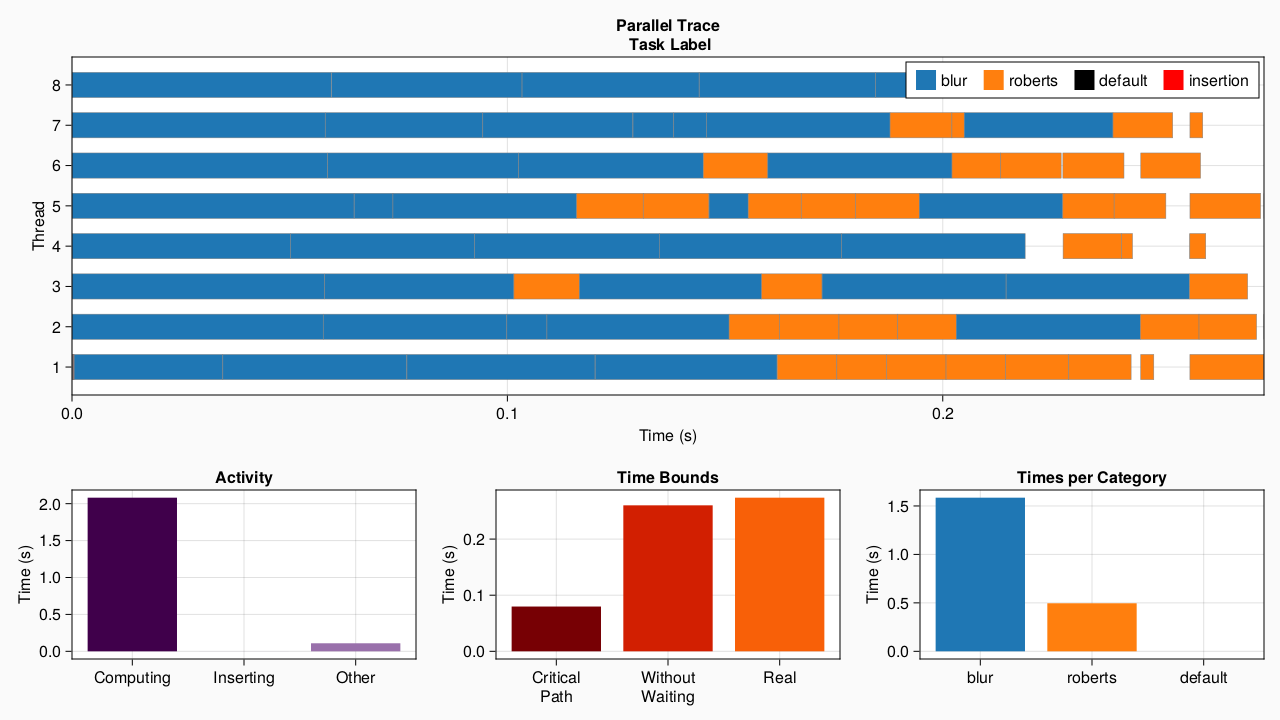 Parallel Trace
Task Label
blur roberts default insertion
Thread
8
7
6
5
4
3
2
1
0.0 0.1 0.2
Time (s)
Activity
Time (s)
2.0
1.5
1.0
0.5
0.0
Computing Inserting Other
Time Bounds
Time (s)
0.2
0.1
0.0
Critical Path
Without Waiting
Real
Times per Category
Time (s)
1.5
1.0
0.5
0.0
blur roberts default